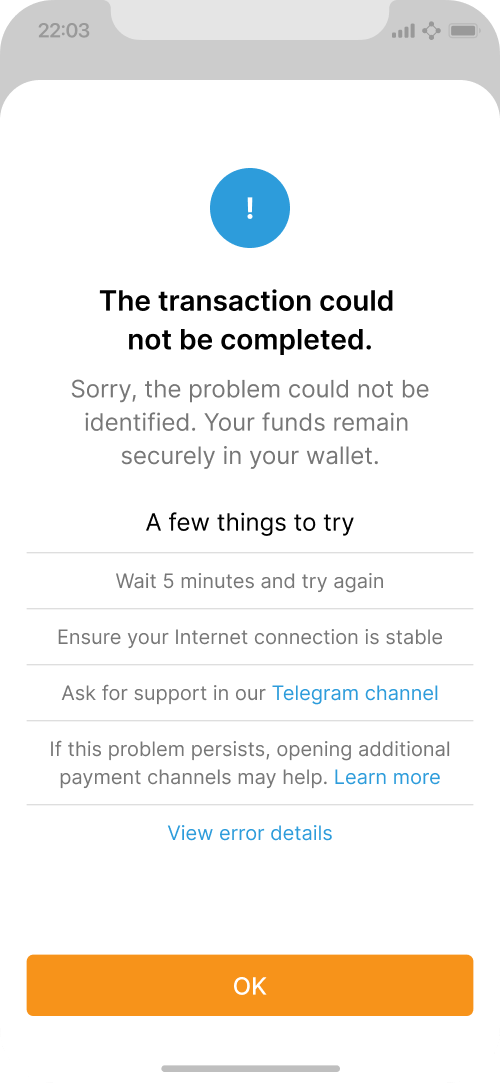 22:03
!
The transaction could
not be completed.
Sorry, the problem could not be
identified. Your funds remain
securely in your wallet.
A few things to try
Wait 5 minutes and try again
Ensure your Internet connection is stable
Ask for support in our Telegram channel
If this problem persists, opening additional
payment channels may help. Learn more
View error details
OK